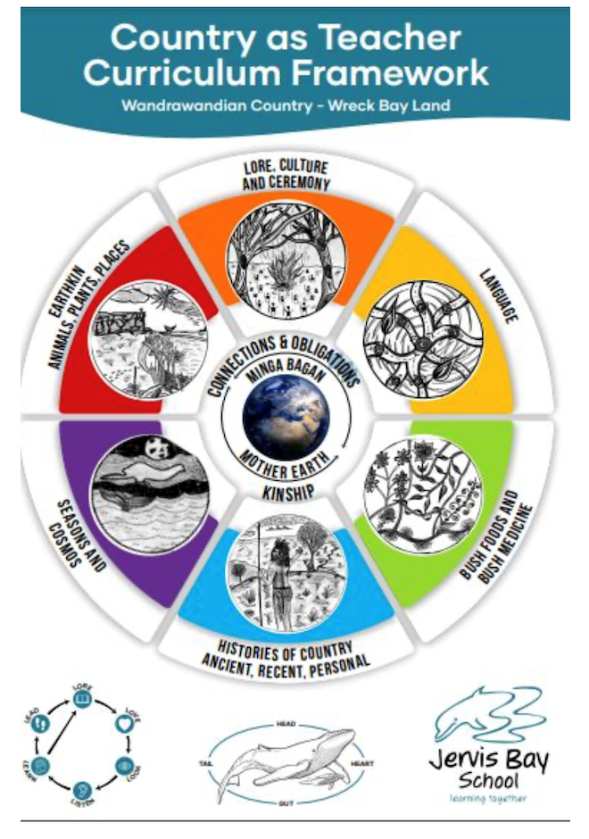 Country as Teacher
Curriculum Framework
Wandrawandian Country - Wreck Bay Land
LORE, CULTURE
AND CEREMONY
LANGUAGE
BUSH FOODS AND
BUSH MEDICINE
HISTORIES OF COUNTRY
ANCIENT, RECENT, PERSONAL
SEASONS AND
COSMOS
EARTHKIN
ANIMALS, PLANTS, PLACES
CONNECTIONS & OBLIGATIONS
MINGA BAGAN
MOTHER EARTH
KINSHIP
LORE
LOVE
LOOK
LISTEN
LEARN
LEAD
HEAD
HEART
GUT
TAIL
Jervis Bay
School
learning together